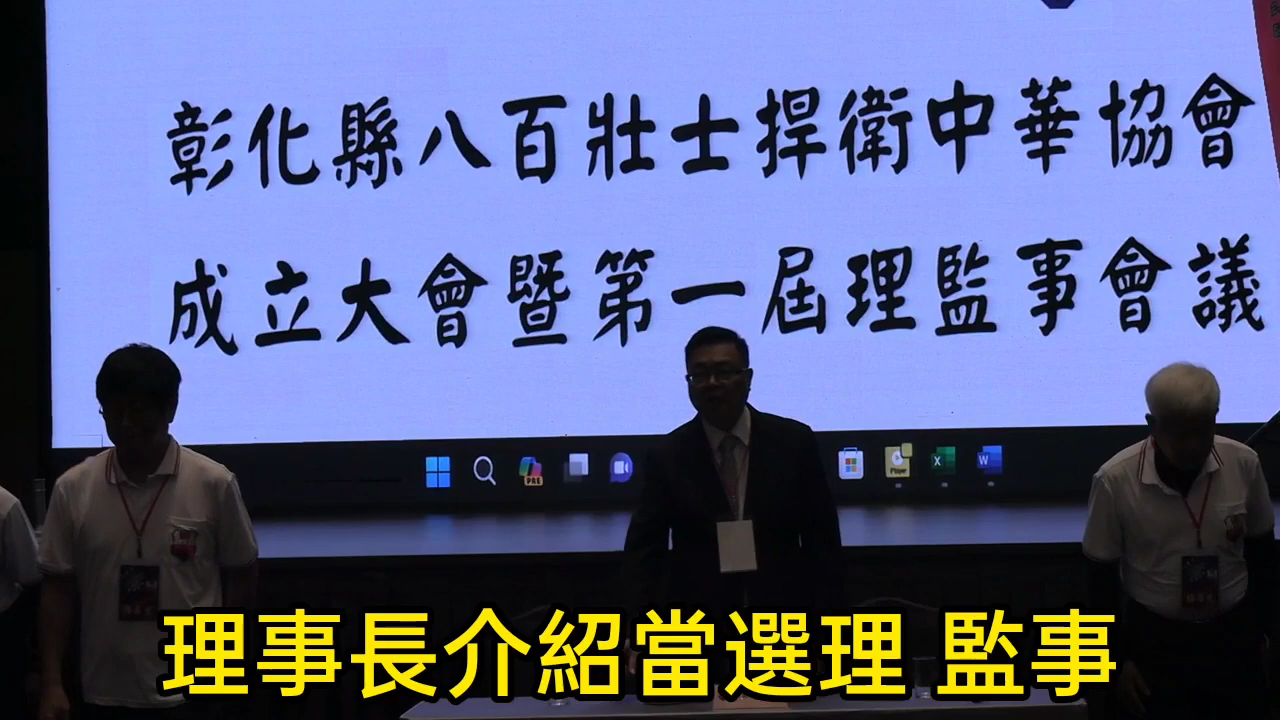 彰化縣八百壯士捍衛中華協會
成立大會暨第一屆理監事會議
PRE
理事長介紹當選理 監事